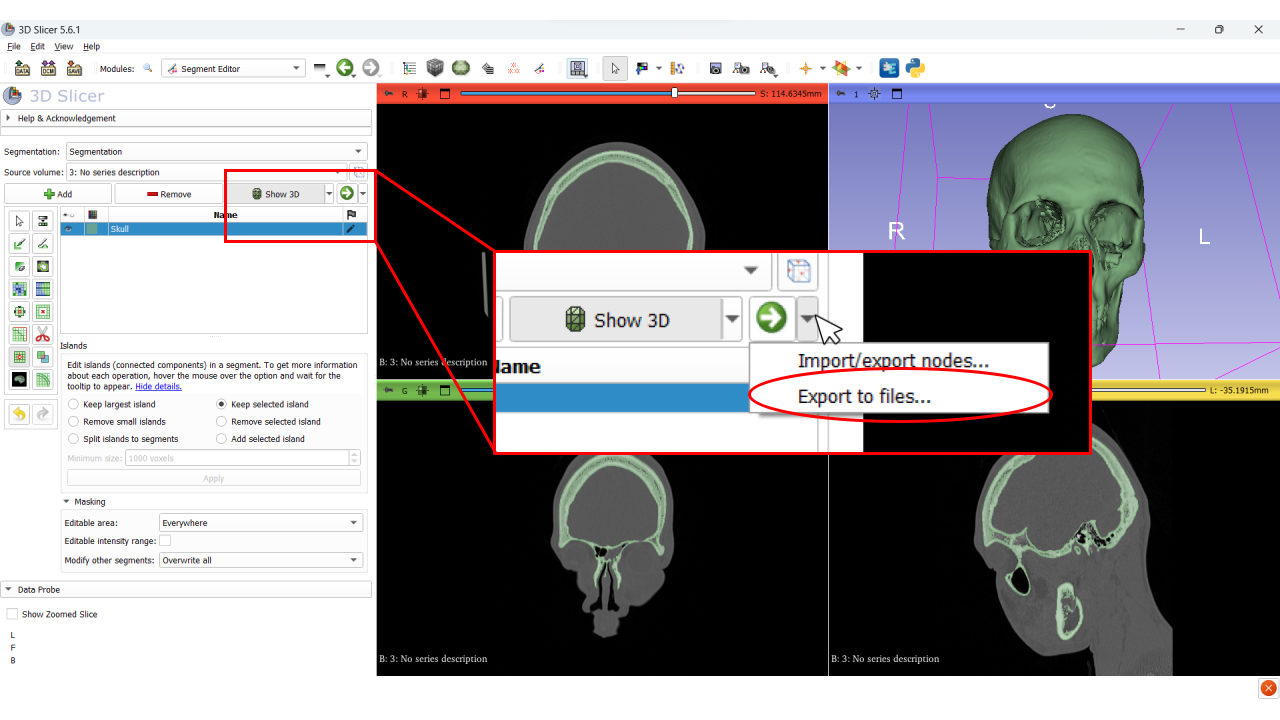 3D Slicer 5.6.1
File Edit View Help
DATA DCM SAVE Modules: Segment Editor
3D Slicer
Help & Acknowledgement
Segmentation: Segmentation
Source volume: 3: No series description
Add Remove Show 3D
Name
Skull
Islands
Edit islands (connected components) in a segment. To get more information
about each operation, hover the mouse over the option and wait for the
tooltip to appear. Hide details.
Keep largest island Keep selected island
Remove small islands Remove selected island
Split islands to segments Add selected island
Minimum size: 1000 voxels
Apply
Masking
Editable area: Everywhere
Editable intensity range:
Modify other segments: Overwrite all
Data Probe
Show Zoomed Slice
L
F
B
R S: 114.6345mm
B: 3: No series description
1
R L
Show 3D
Name
Import/export nodes...
Export to files...
G
B: 3: No series description
L: -35.1915mm
B: 3: No series description